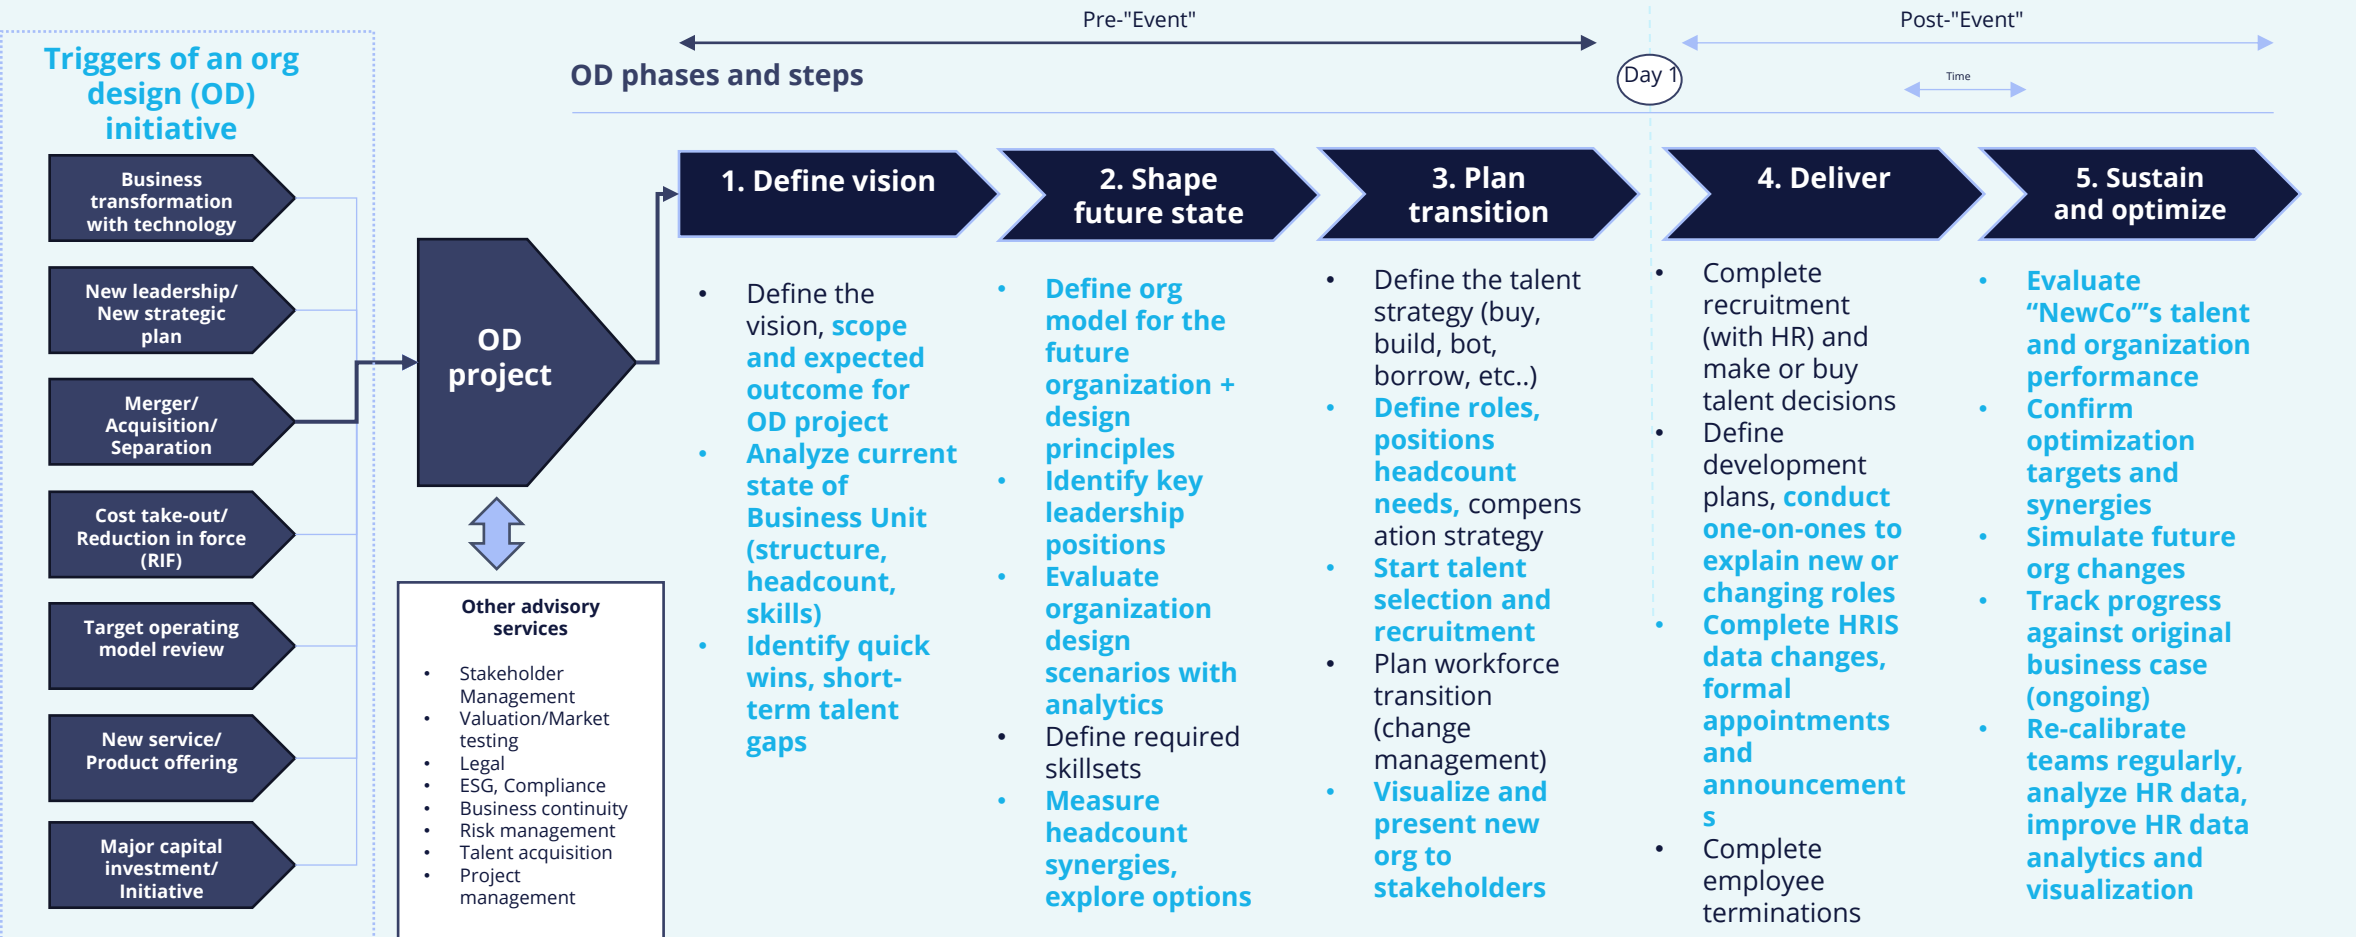 Pre-"Event"
Post-"Event"
Triggers of an org
design (OD)
initiative
OD phases and steps
Day 1
Time
Business
transformation
with technology
New leadership/
New strategic
plan
Merger/
Acquisition/
Separation
Cost take-out/
Reduction in force
(RIF)
Target operating
model review
New service/
Product offering
Major capital
investment/
Initiative
OD
project
Other advisory
services
• Stakeholder
Management
• Valuation/Market
testing
• Legal
• ESG, Compliance
• Business continuity
• Risk management
• Talent acquisition
• Project
management
1. Define vision
• Define the
vision, scope
and expected
outcome for
OD project
• Analyze current
state of
Business Unit
(structure,
headcount,
skills)
• Identify quick
wins, short-
term talent
gaps
2. Shape
future state
• Define org
model for the
future
organization +
design
principles
• Identify key
leadership
positions
• Evaluate
organization
design
scenarios with
analytics
• Define required
skillsets
• Measure
headcount
synergies,
explore options
3. Plan
transition
• Define the talent
strategy (buy,
build, bot,
borrow, etc..)
• Define roles,
positions
headcount
needs, compens
ation strategy
• Start talent
selection and
recruitment
• Plan workforce
transition
(change
management)
• Visualize and
present new
org to
stakeholders
4. Deliver
• Complete
recruitment
(with HR) and
make or buy
talent decisions
• Define
development
plans, conduct
one-on-ones to
explain new or
changing roles
• Complete HRIS
data changes,
formal
appointments
and
announcement
s
• Complete
employee
terminations
5. Sustain
and optimize
• Evaluate
“NewCo”’s talent
and organization
performance
• Confirm
optimization
targets and
synergies
• Simulate future
org changes
• Track progress
against original
business case
(ongoing)
• Re-calibrate
teams regularly,
analyze HR data,
improve HR data
analytics and
visualization